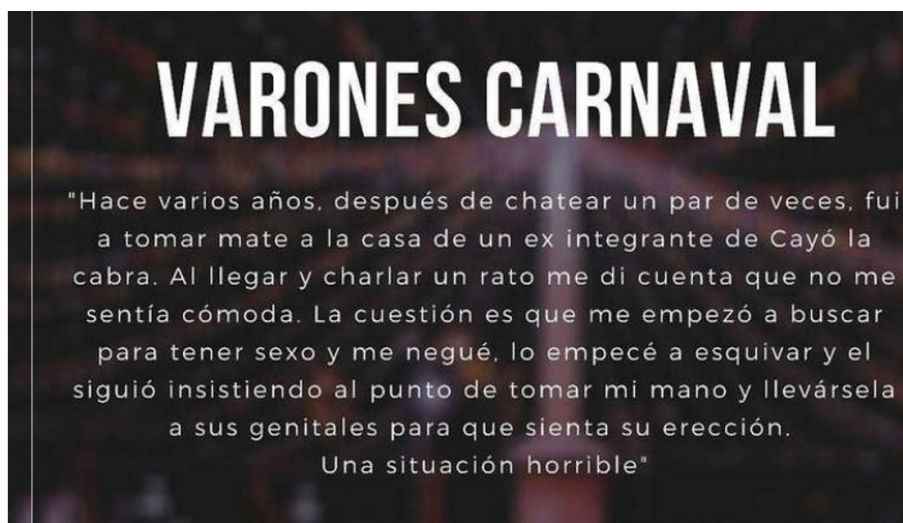 VARONES CARNAVAL
"Hace varios años, después de chatear un par de veces, fui
a tomar mate a la casa de un ex integrante de Cayó la
cabra. Al llegar y charlar un rato me di cuenta que no me
sentía cómoda. La cuestión es que me empezó a buscar
para tener sexo y me negué, lo empecé a esquivar y el
siguió insistiendo al punto de tomar mi mano y llevársela
a sus genitales para que sienta su erección.
Una situación horrible"